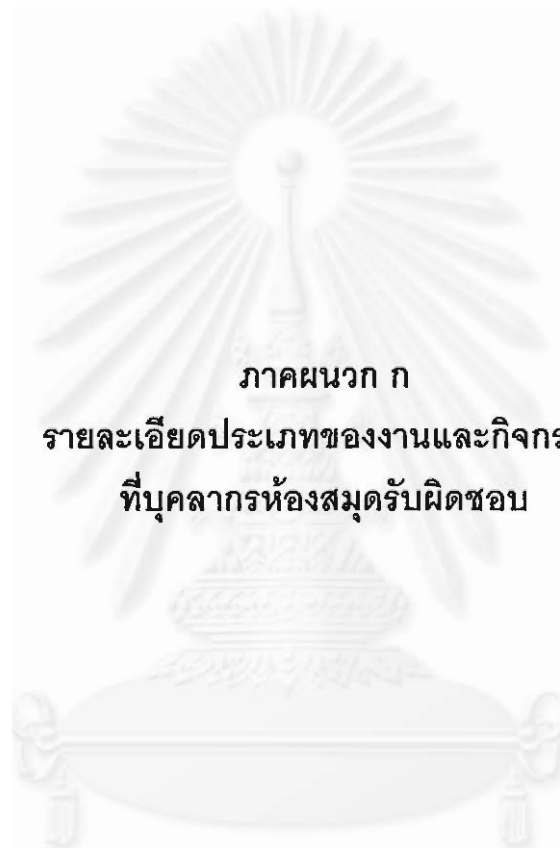 ภาคผนวก ก
รายละเอียดประเภทของงานและกิจกร
ที่บุคลากรห้องสมุดรับผิดชอบ